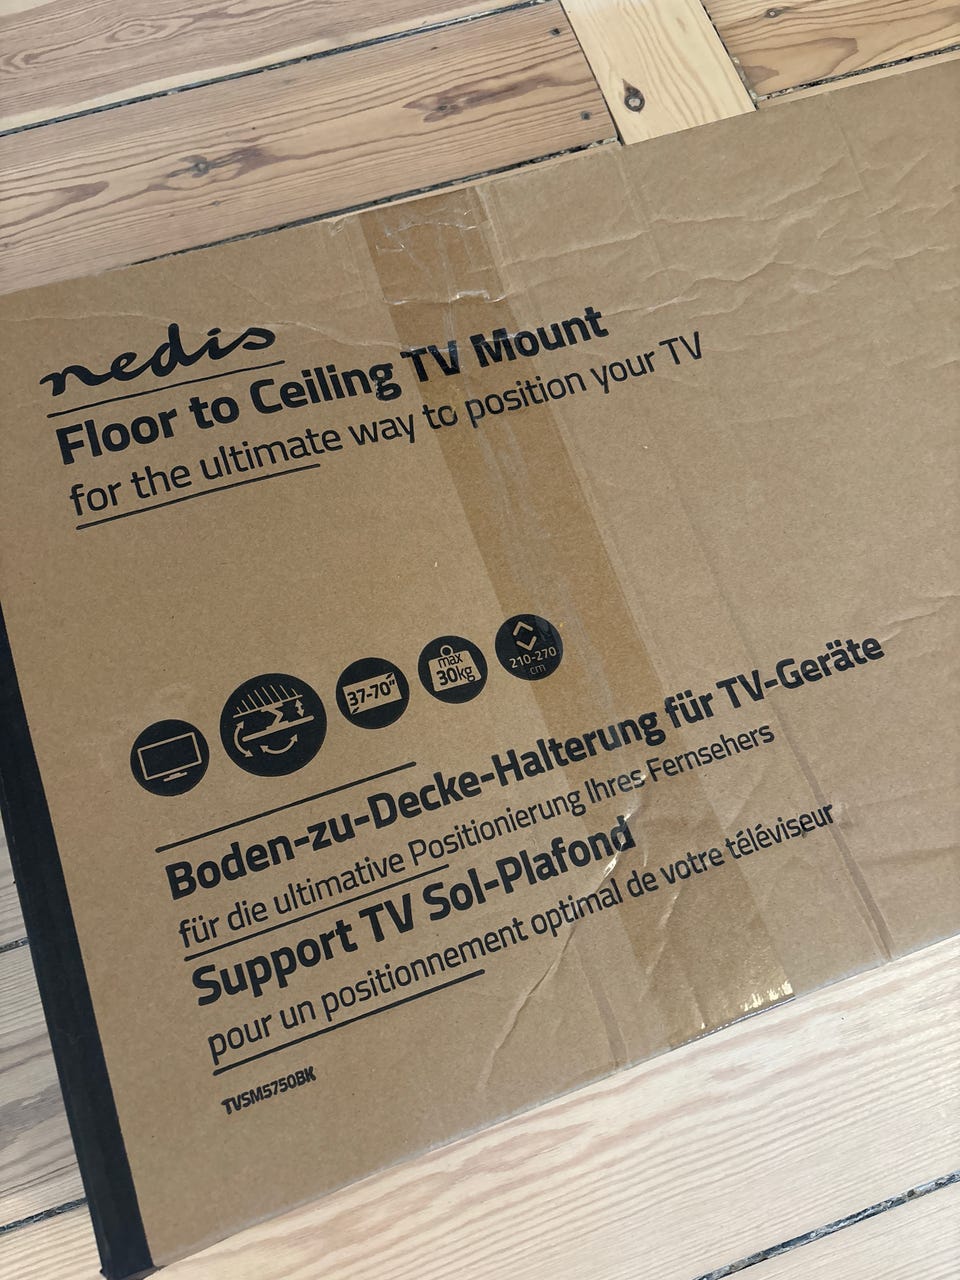 nedis
Floor to Ceiling TV Mount
for the ultimate way to position your TV
37-70"
max
30kg
210-270
cm
Boden-zu-Decke-Halterung für TV-Geräte
für die ultimative Positionierung Ihres Fernsehers
Support TV Sol-Plafond
pour un positionnement optimal de votre téléviseur
TVSM5750BK